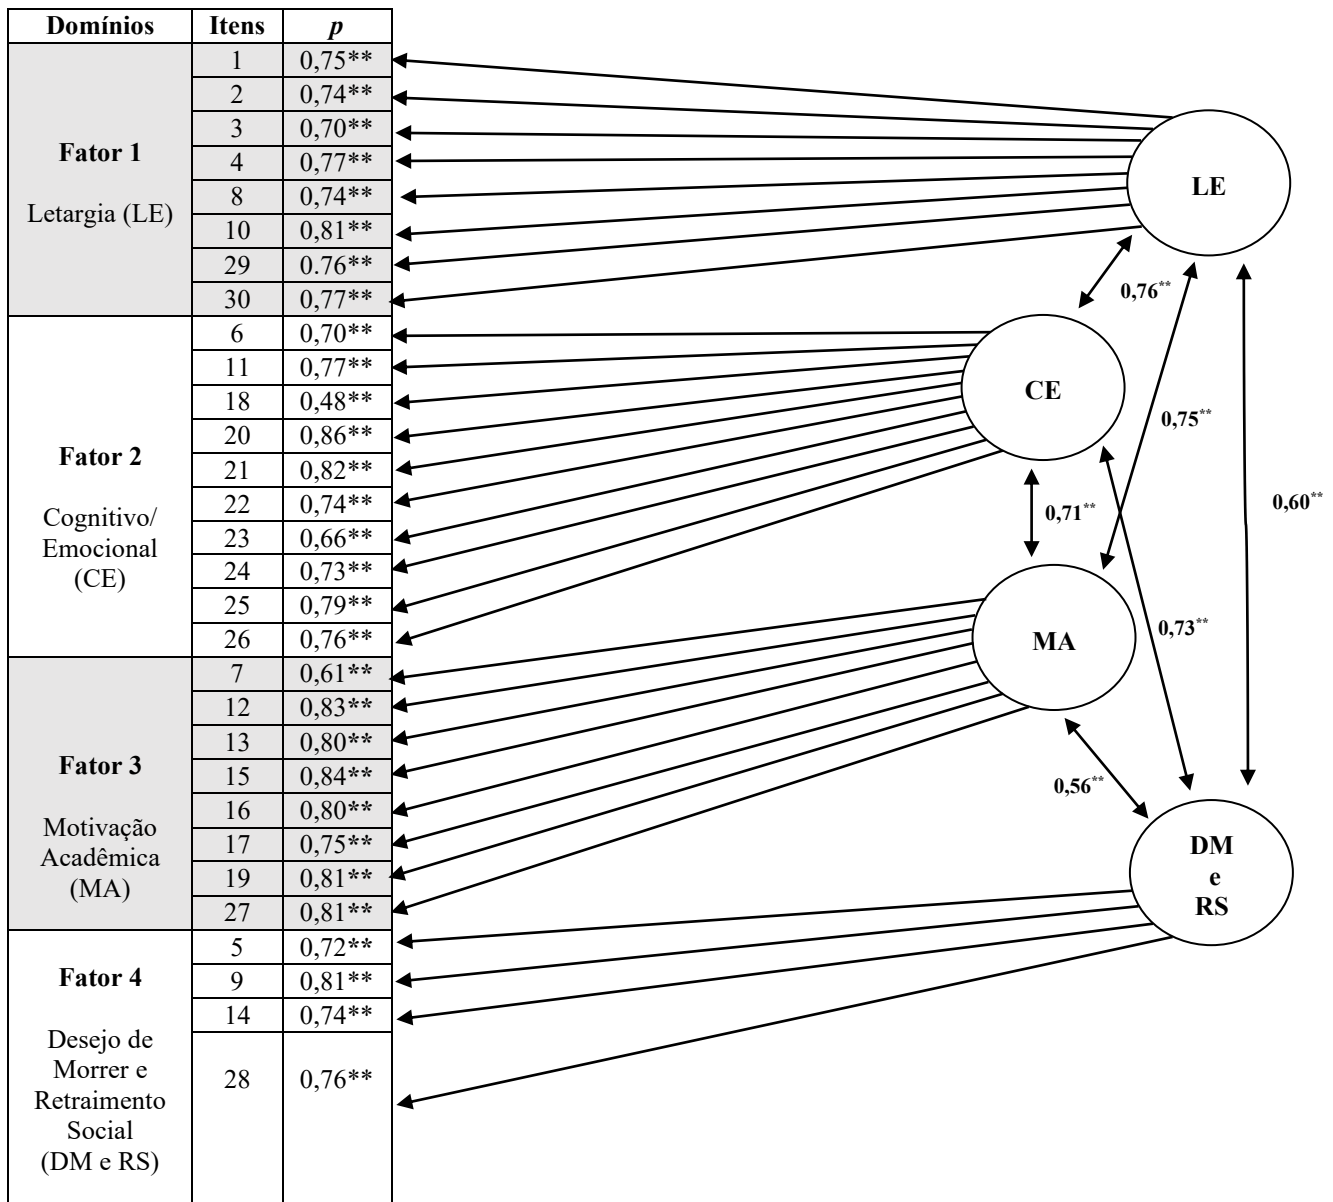 Domínios Itens p
Fator 1
Letargia (LE)
1 0,75**
2 0,74**
3 0,70**
4 0,77**
8 0,74**
10 0,81**
29 0.76**
30 0,77**
Fator 2
Cognitivo/
Emocional
(CE)
6 0,70**
11 0,77**
18 0,48**
20 0,86**
21 0,82**
22 0,74**
23 0,66**
24 0,73**
25 0,79**
26 0,76**
Fator 3
Motivação
Acadêmica
(MA)
7 0,61**
12 0,83**
13 0,80**
15 0,84**
16 0,80**
17 0,75**
19 0,81**
27 0,81**
Fator 4
Desejo de
Morrer e
Retraimento
Social
(DM e RS)
5 0,72**
9 0,81**
14 0,74**
28 0,76**
LE
0,76**
CE
0,75**
0,60**
0,71**
MA
0,73**
0,56**
DM
e
RS